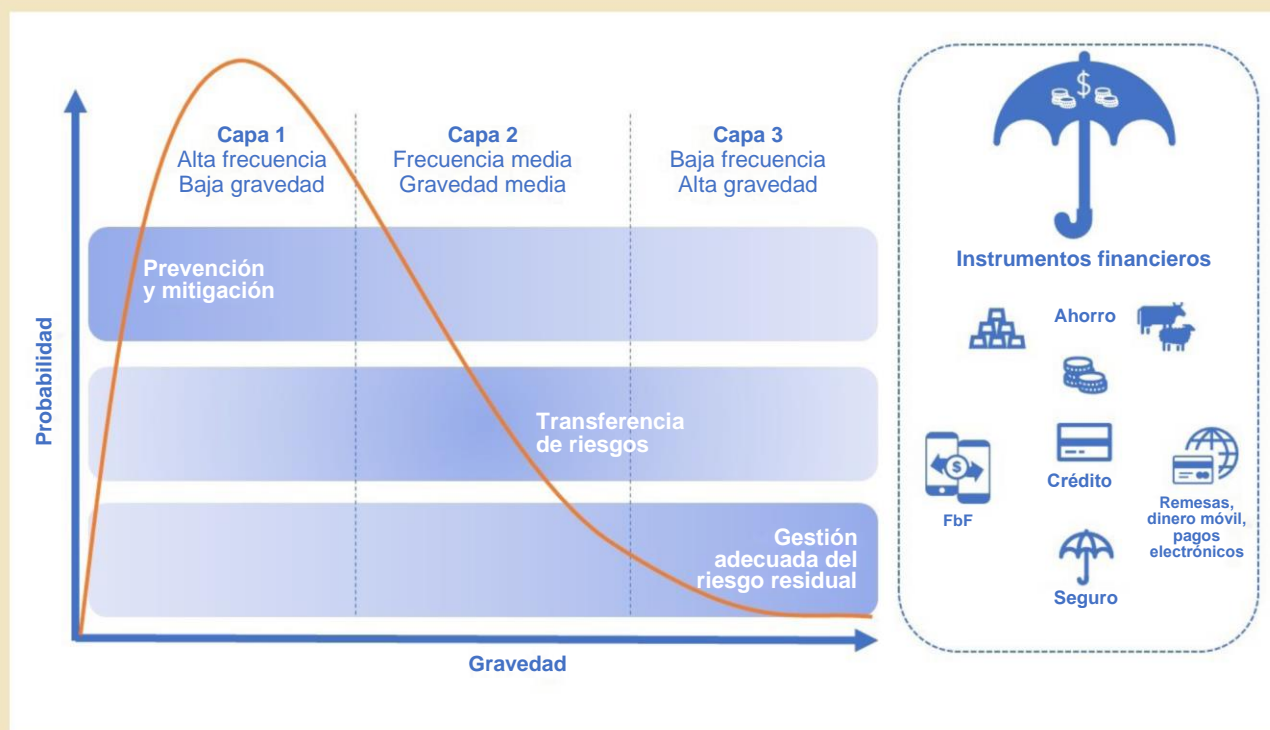 Capa 1
Alta frecuencia
Baja gravedad
Capa 2
Frecuencia media
Gravedad media
Capa 3
Baja frecuencia
Alta gravedad
Prevención
y mitigación
Transferencia
de riesgos
Gestión
adecuada del
riesgo residual
Probabilidad
Gravedad
$
Instrumentos financieros
Ahorro
$
FbF
Crédito
Remesas,
dinero móvil,
pagos
electrónicos
Seguro